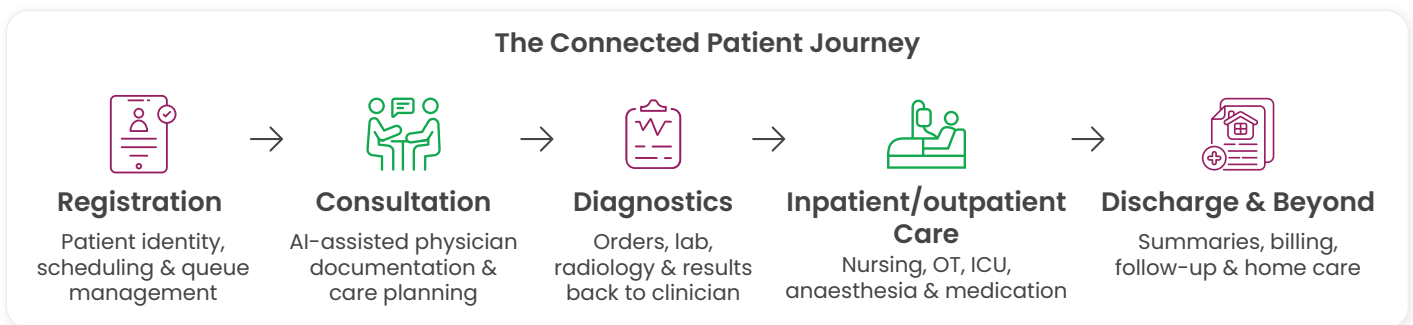 The Connected Patient Journey
Registration
Patient identity,
scheduling & queue
management
Consultation
AI-assisted physician
documentation &
care planning
Diagnostics
Orders, lab,
radiology & results
back to clinician
Inpatient/outpatient
Care
Nursing, OT, ICU,
anaesthesia & medication
Discharge & Beyond
Summaries, billing,
follow-up & home care